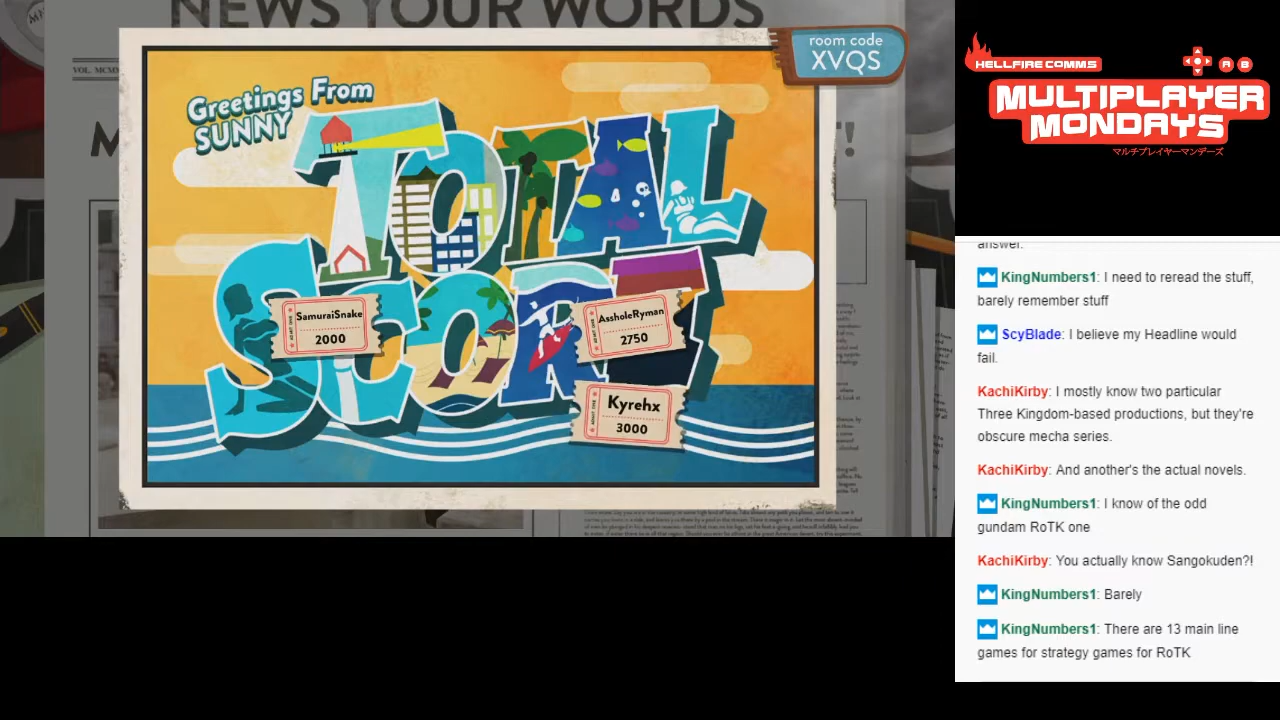 NEWS YOUR WORDS
room code
XVQS
Greetings From
SUNNY
TOTAL
SCORE
SamuraiSnake
2000
AssholeRyman
2750
Kyrehx
3000
HELLFIRE COMMS
A B
MULTIPLAYER
MONDAYS
マルチプレイヤーマンデーズ
answer.
KingNumbers1: I need to reread the stuff,
barely remember stuff
ScyBlade: I believe my Headline would
fail.
KachiKirby: I mostly know two particular
Three Kingdom-based productions, but they're
obscure mecha series.
KachiKirby: And another's the actual novels.
KingNumbers1: I know of the odd
gundam RoTK one
KachiKirby: You actually know Sangokuden?!
KingNumbers1: Barely
KingNumbers1: There are 13 main line
games for strategy games for RoTK